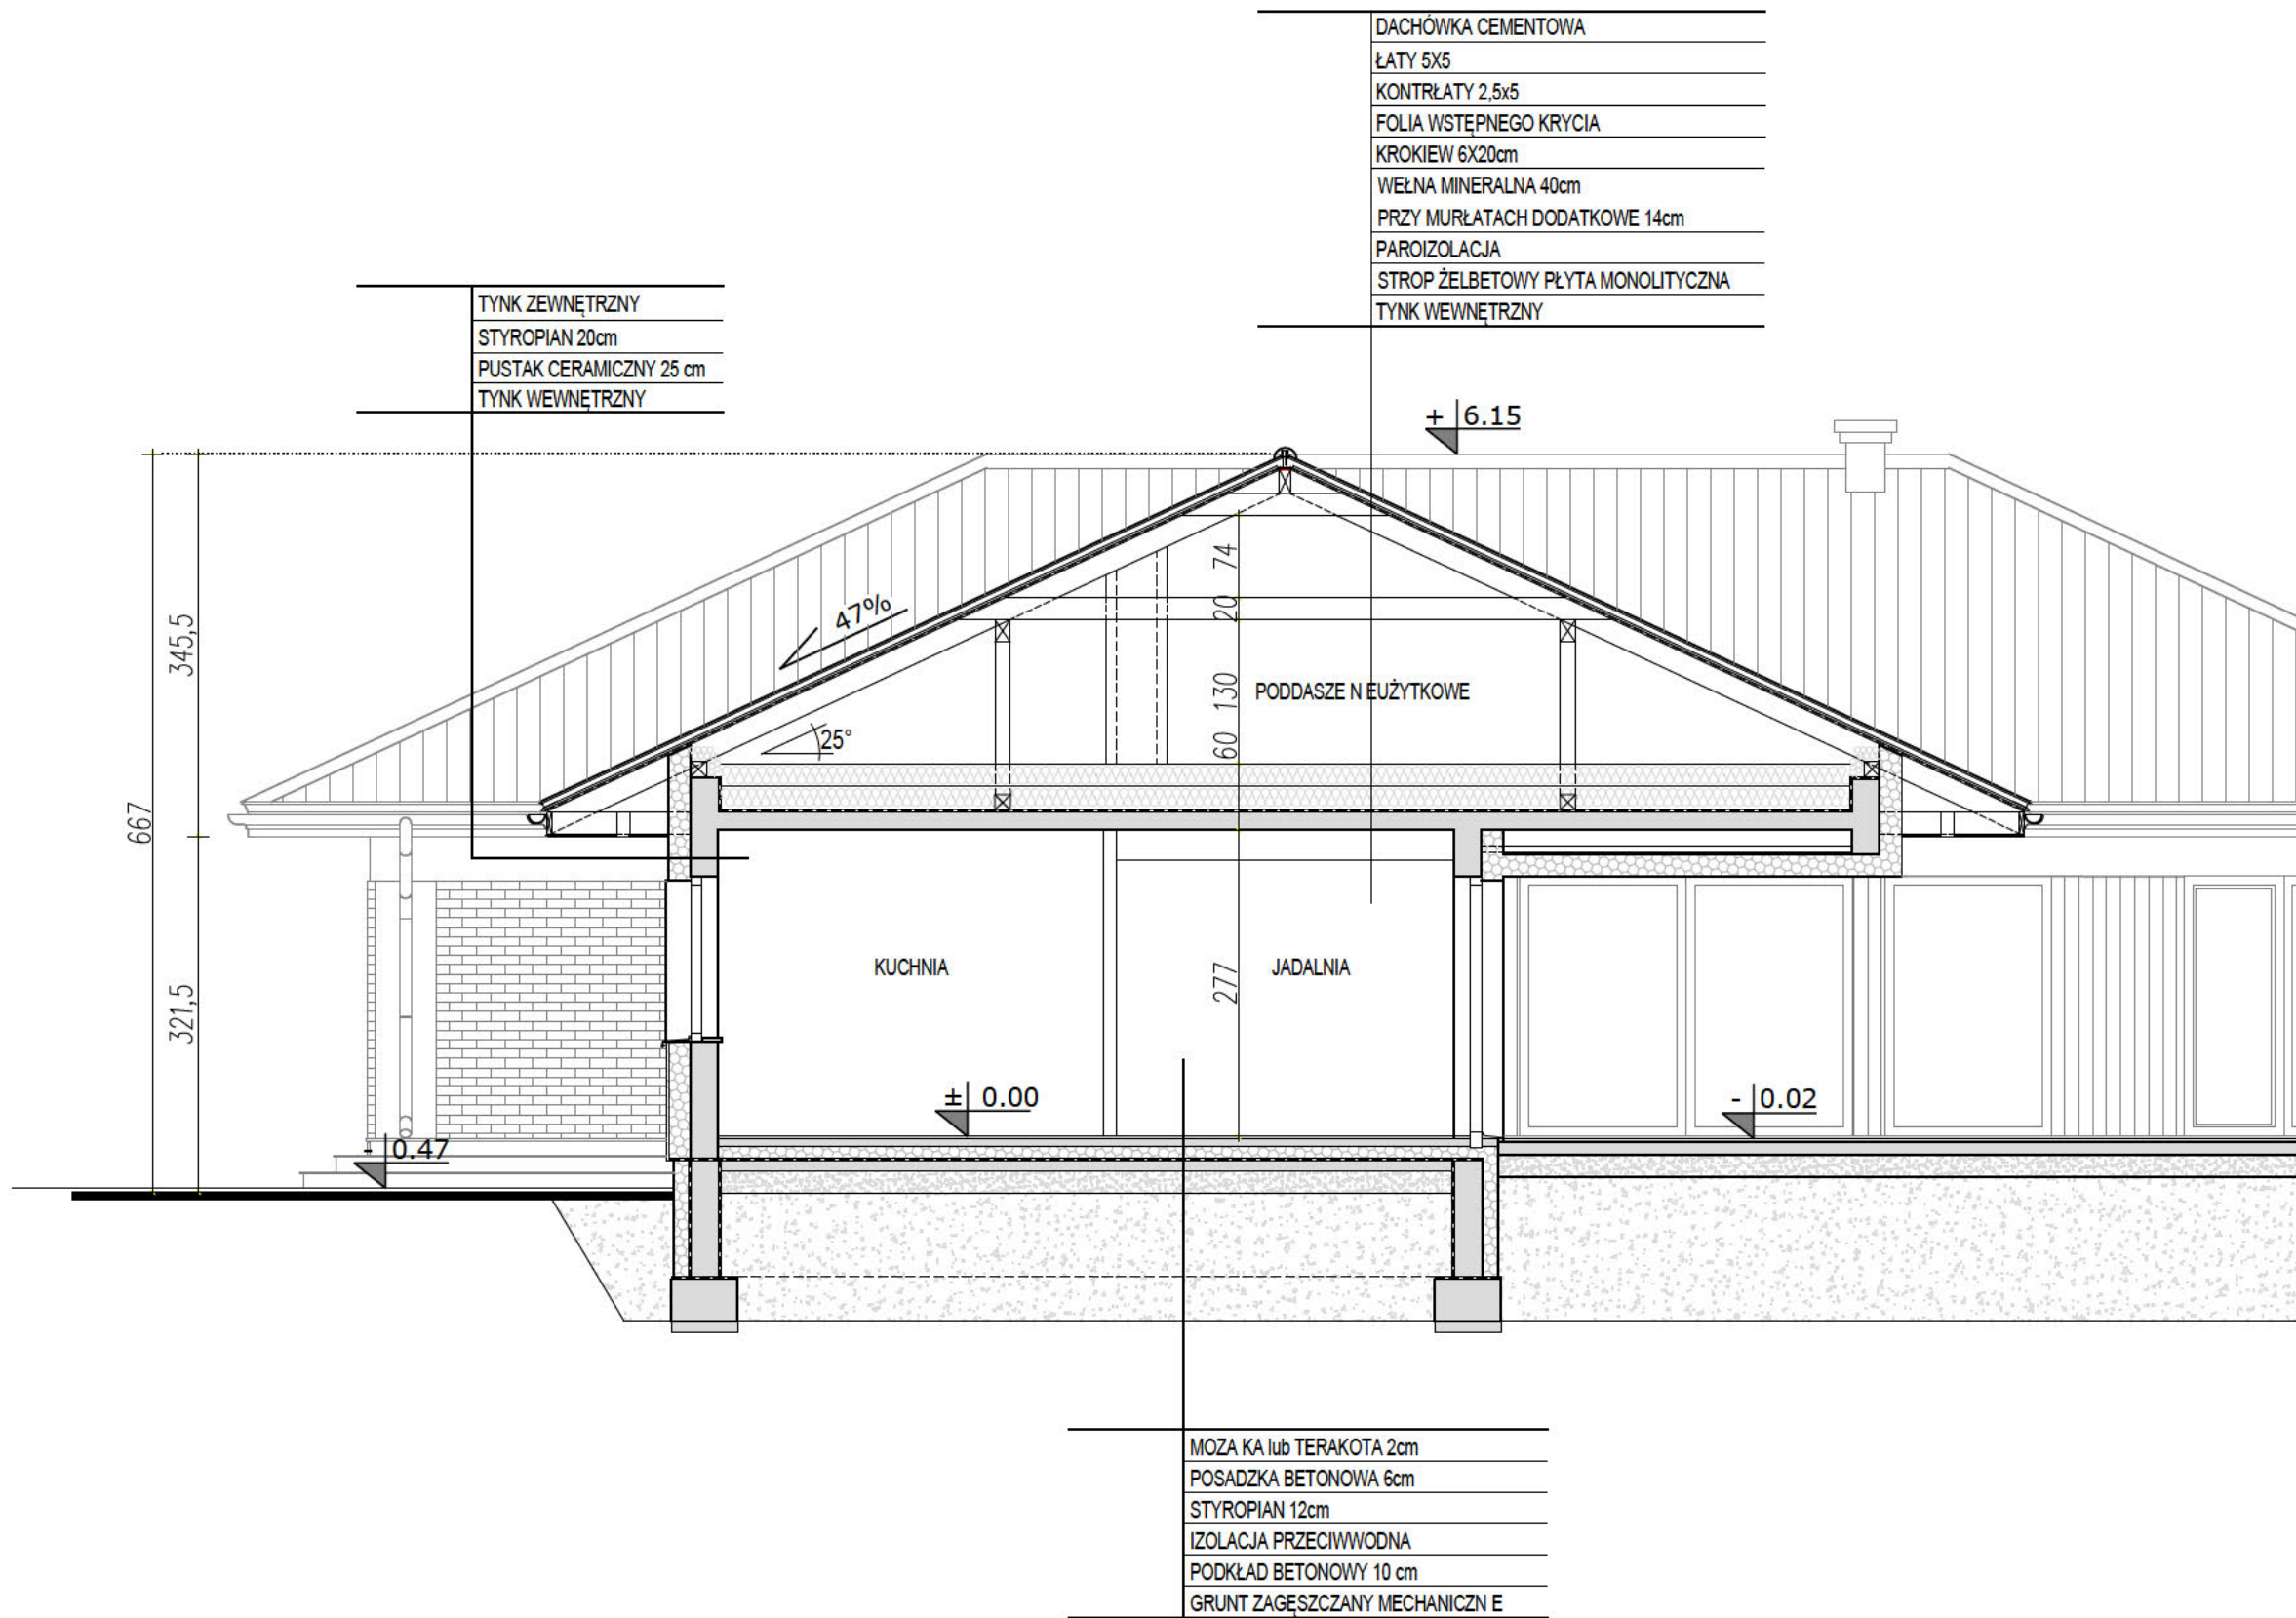 DACHÓWKA CEMENTOWA
ŁATY 5X5
KONTRŁATY 2,5x5
FOLIA WSTĘPNEGO KRYCIA
KROKIEW 6X20cm
WEŁNA MINERALNA 40cm
PRZY MURŁATACH DODATKOWE 14cm
PAROIZOLACJA
STROP ŻELBETOWY PŁYTA MONOLITYCZNA
TYNK WEWNĘTRZNY
TYNK ZEWNĘTRZNY
STYROPIAN 20cm
PUSTAK CERAMICZNY 25 cm
TYNK WEWNĘTRZNY
+ 6.15
74
20
47%
345,5
130
PODDASZE N EUŻYTKOWE
60
25°
667
KUCHNIA
JADALNIA
277
321,5
± 0.00
- 0.02
- 0.47
MOZA KA lub TERAKOTA 2cm
POSADZKA BETONOWA 6cm
STYROPIAN 12cm
IZOLACJA PRZECIWWODNA
PODKŁAD BETONOWY 10 cm
GRUNT ZAGĘSZCZANY MECHANICZN E